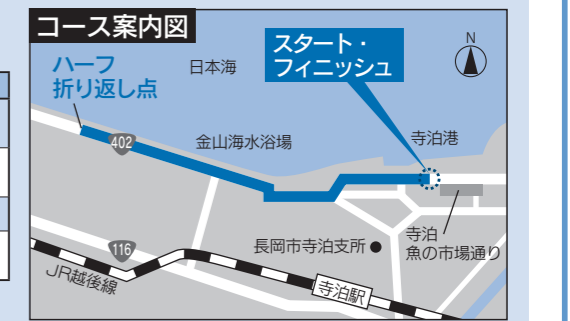 コース案内図
ハーフ
折り返し点
日本海
スタート・
フィニッシュ
N
402
金山海水浴場
寺泊港
116
長岡市寺泊支所
寺泊
魚の市場通り
JR越後線
寺泊駅